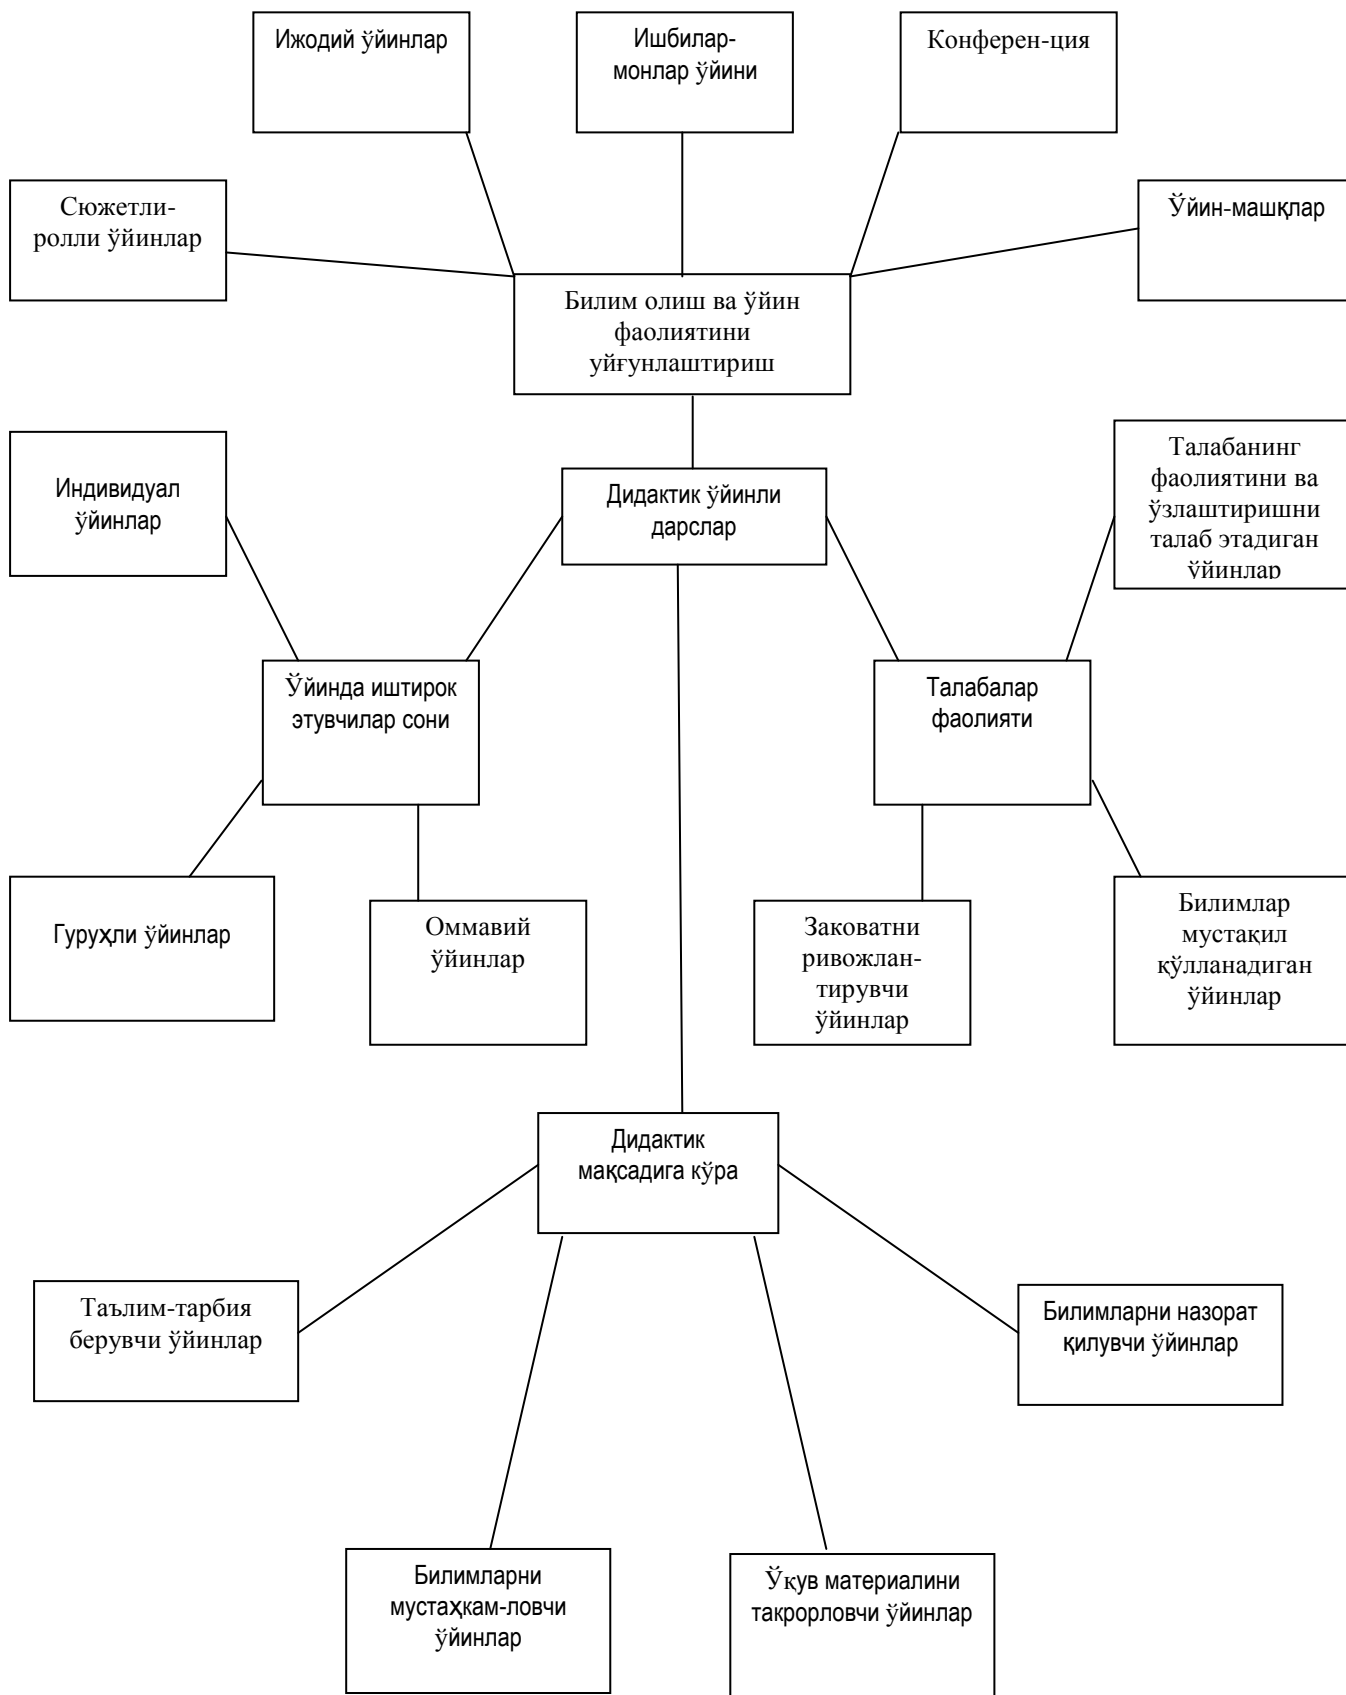 Ижодий ўйинлар
Ишбилар-
монлар ўйини
Конферен-ция
Сюжетли-
ролли ўйинлар
Ўйин-машқлар
Билим олиш ва ўйин
фаолиятини
уйғунлаштириш
Индивидуал
ўйинлар
Дидактик ўйинли
дарслар
Талабанинг
фаолиятини ва
ўзлаштиришни
талаб этадиган
ўйинлар
Ўйинда иштирок
этувчилар сони
Талабалар
фаолияти
Гуруҳли ўйинлар
Оммавий
ўйинлар
Заковатни
ривожлан-
тирувчи
ўйинлар
Билимлар
мустақил
қўлланадиган
ўйинлар
Дидактик
мақсадига кўра
Таълим-тарбия
берувчи ўйинлар
Билимларни назорат
қилувчи ўйинлар
Билимларни
мустаҳкам-ловчи
ўйинлар
Ўқув материалини
такрорловчи ўйинлар